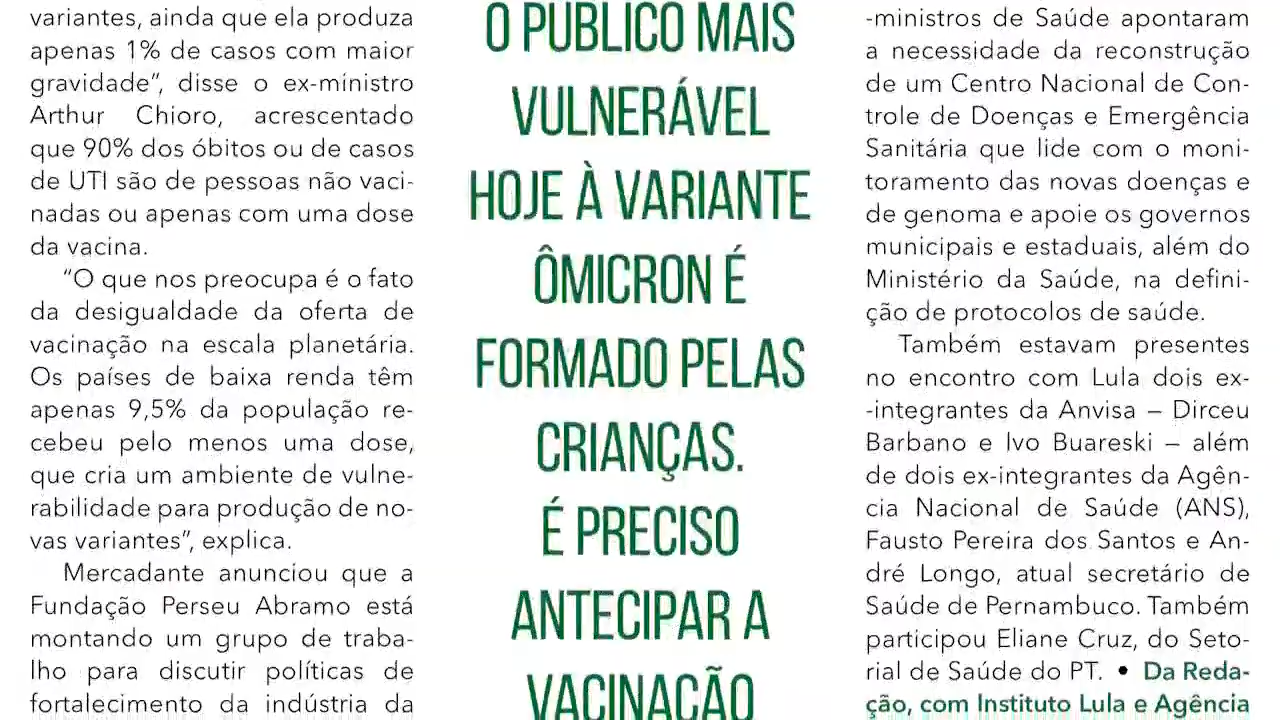 variantes, ainda que ela produza
apenas 1% de casos com maior
gravidade”, disse o ex-ministro
Arthur Chioro, acrescentado
que 90% dos óbitos ou de casos
de UTI são de pessoas não vaci-
nadas ou apenas com uma dose
da vacina.
“O que nos preocupa é o fato
da desigualdade da oferta de
vacinação na escala planetária.
Os países de baixa renda têm
apenas 9,5% da população re-
cebeu pelo menos uma dose,
que cria um ambiente de vulne-
rabilidade para produção de no-
vas variantes”, explica.
Mercadante anunciou que a
Fundação Perseu Abramo está
montando um grupo de traba-
lho para discutir políticas de
fortalecimento da indústria da
O PÚBLICO MAIS
VULNERÁVEL
HOJE À VARIANTE
ÔMICRON É
FORMADO PELAS
CRIANÇAS.
É PRECISO
ANTECIPAR A
VACINAÇÃO
-ministros de Saúde apontaram
a necessidade da reconstrução
de um Centro Nacional de Con-
trole de Doenças e Emergência
Sanitária que lide com o moni-
toramento das novas doenças e
de genoma e apoie os governos
municipais e estaduais, além do
Ministério da Saúde, na defini-
ção de protocolos de saúde.
Também estavam presentes
no encontro com Lula dois ex-
-integrantes da Anvisa – Dirceu
Barbano e Ivo Buareski – além
de dois ex-integrantes da Agên-
cia Nacional de Saúde (ANS),
Fausto Pereira dos Santos e An-
dré Longo, atual secretário de
Saúde de Pernambuco. Também
participou Eliane Cruz, do Seto-
rial de Saúde do PT. • Da Reda-
ção, com Instituto Lula e Agência